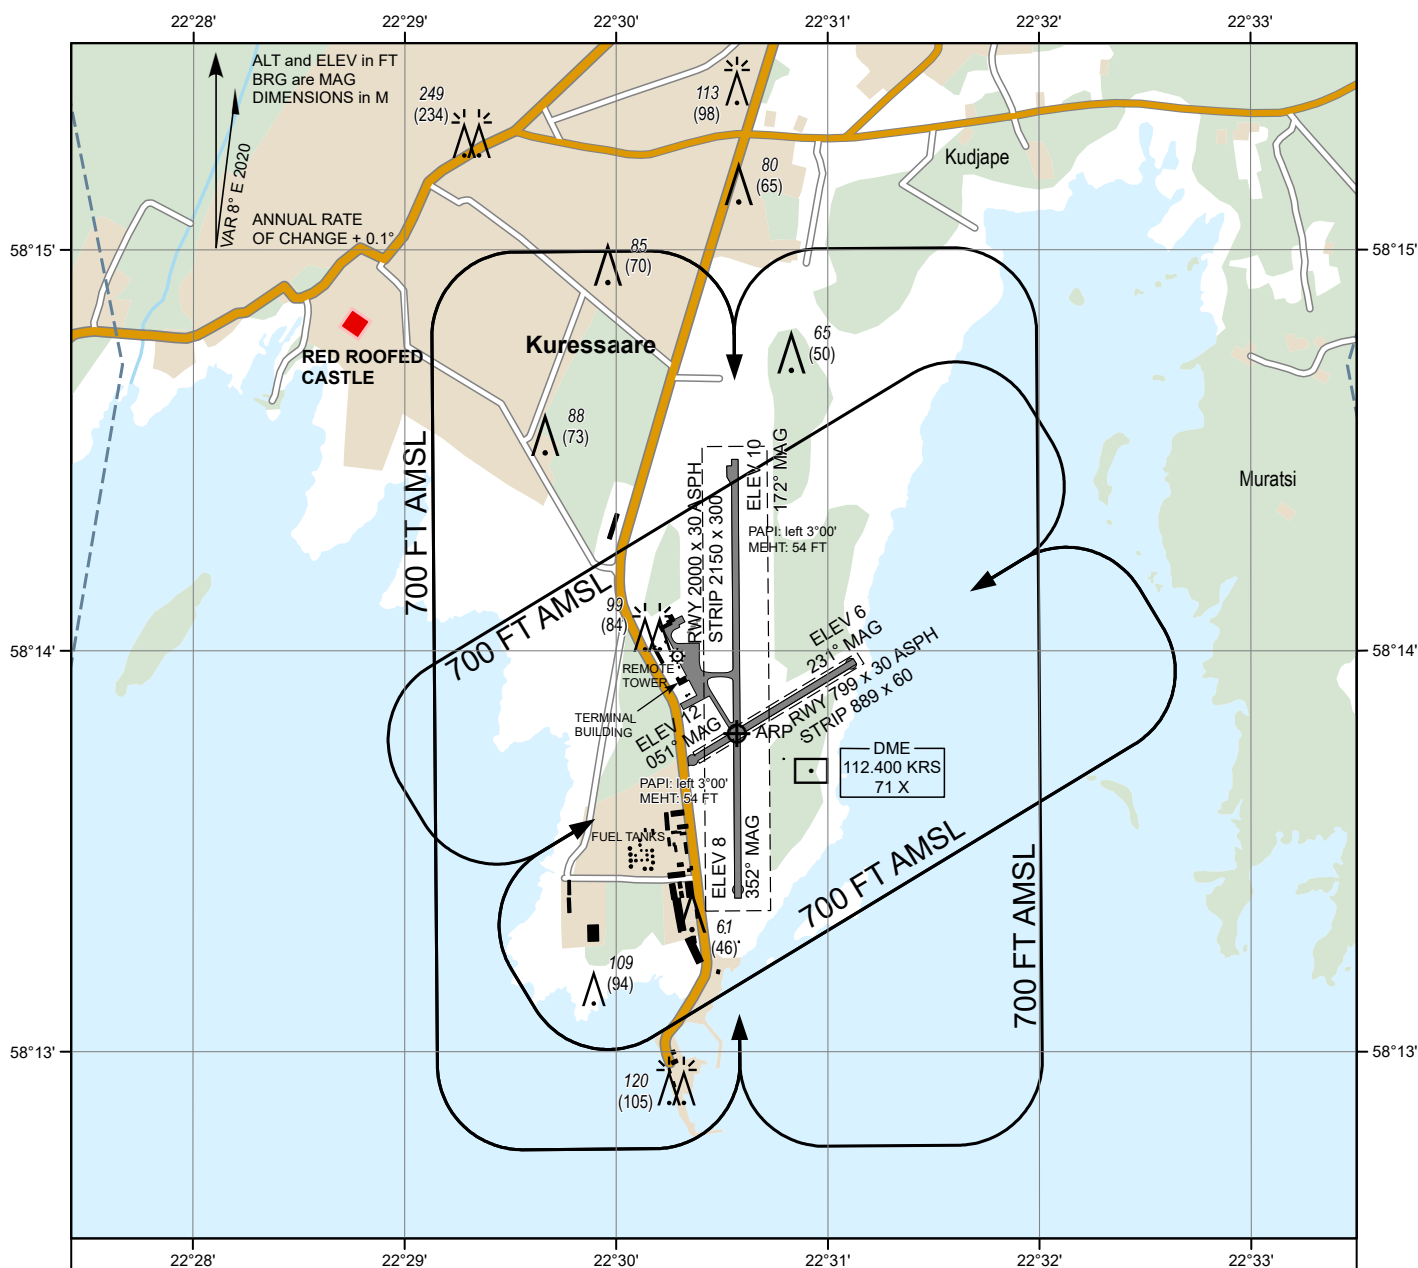 22°28'
22°29'
22°30'
22°31'
22°32'
22°33'
ALT and ELEV in FT
BRG are MAG
DIMENSIONS in M
VAR 8° E 2020
ANNUAL RATE
OF CHANGE + 0.1°
249
(234)
113
(98)
80
(65)
Kudjape
58°15'
58°15'
85
(70)
65
(50)
Kuressaare
RED ROOFED
CASTLE
88
(73)
Muratsi
700 FT AMSL
ELEV 10
172° MAG
RWY 2000 x 30 ASPH
STRIP 2150 x 300
PAPI: left 3°00'
MEHT: 54 FT
700 FT AMSL
99
(84)
58°14'
58°14'
REMOTE
TOWER
TERMINAL
BUILDING
ELEV 6
231° MAG
RWY 799 x 30 ASPH
STRIP 889 x 60
ELEV 12
051° MAG
ARP
DME
112.400 KRS
71 X
PAPI: left 3°00'
MEHT: 54 FT
FUEL TANKS
ELEV 8
352° MAG
700 FT AMSL
700 FT AMSL
61
(46)
109
(94)
58°13'
58°13'
120
(105)
22°28'
22°29'
22°30'
22°31'
22°32'
22°33'